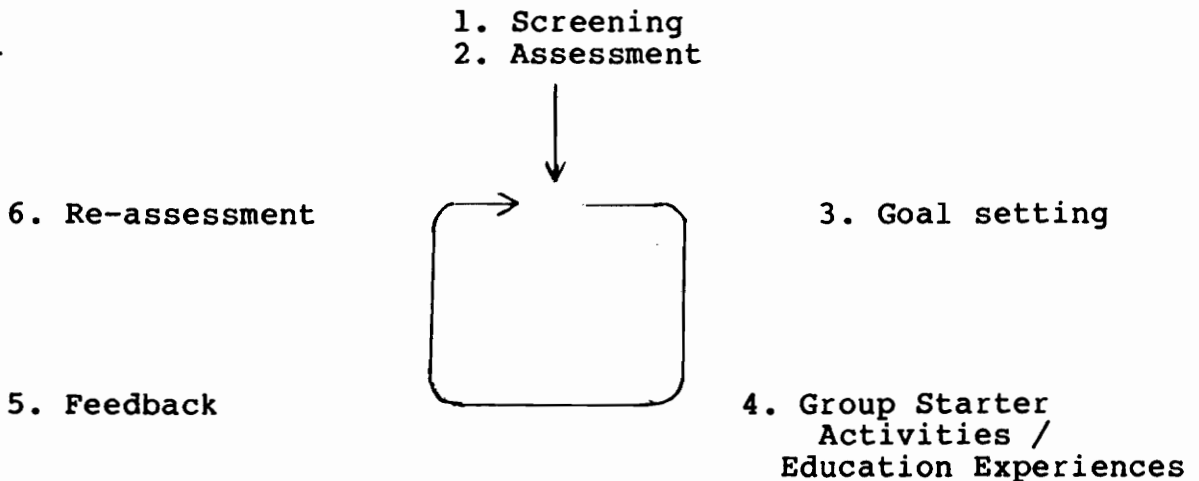 1. Screening
2. Assessment
6. Re-assessment
3. Goal setting
5. Feedback
4. Group Starter
Activities /
Education Experiences